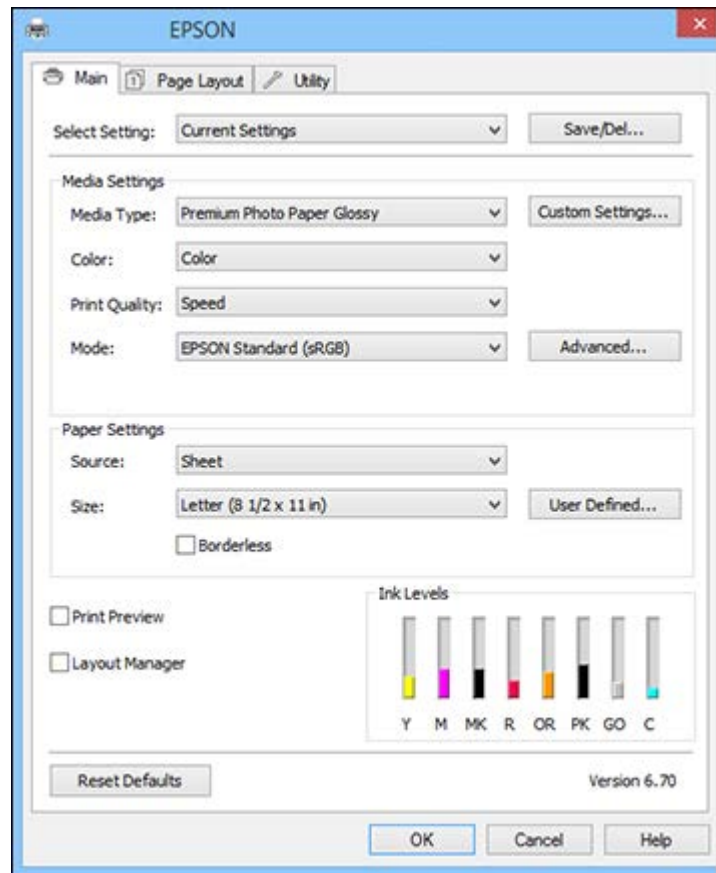 EPSON
Main Page Layout Utility
Select Setting: Current Settings Save/Del...
Media Settings
Media Type: Premium Photo Paper Glossy Custom Settings...
Color: Color
Print Quality: Speed
Mode: EPSON Standard (sRGB) Advanced...
Paper Settings
Source: Sheet
Size: Letter (8 1/2 x 11 in) User Defined...
Borderless
Print Preview
Layout Manager
Ink Levels
Y M MK R OR PK GO C
Reset Defaults Version 6.70
OK Cancel Help